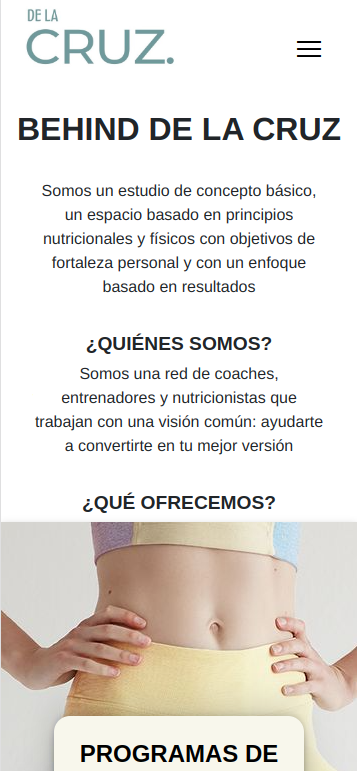 DE LA
CRUZ.
BEHIND DE LA CRUZ
Somos un estudio de concepto básico,
un espacio basado en principios
nutricionales y físicos con objetivos de
fortaleza personal y con un enfoque
basado en resultados
¿QUIÉNES SOMOS?
Somos una red de coaches,
entrenadores y nutricionistas que
trabajan con una visión común: ayudarte
a convertirte en tu mejor versión
¿QUÉ OFRECEMOS?
PROGRAMAS DE